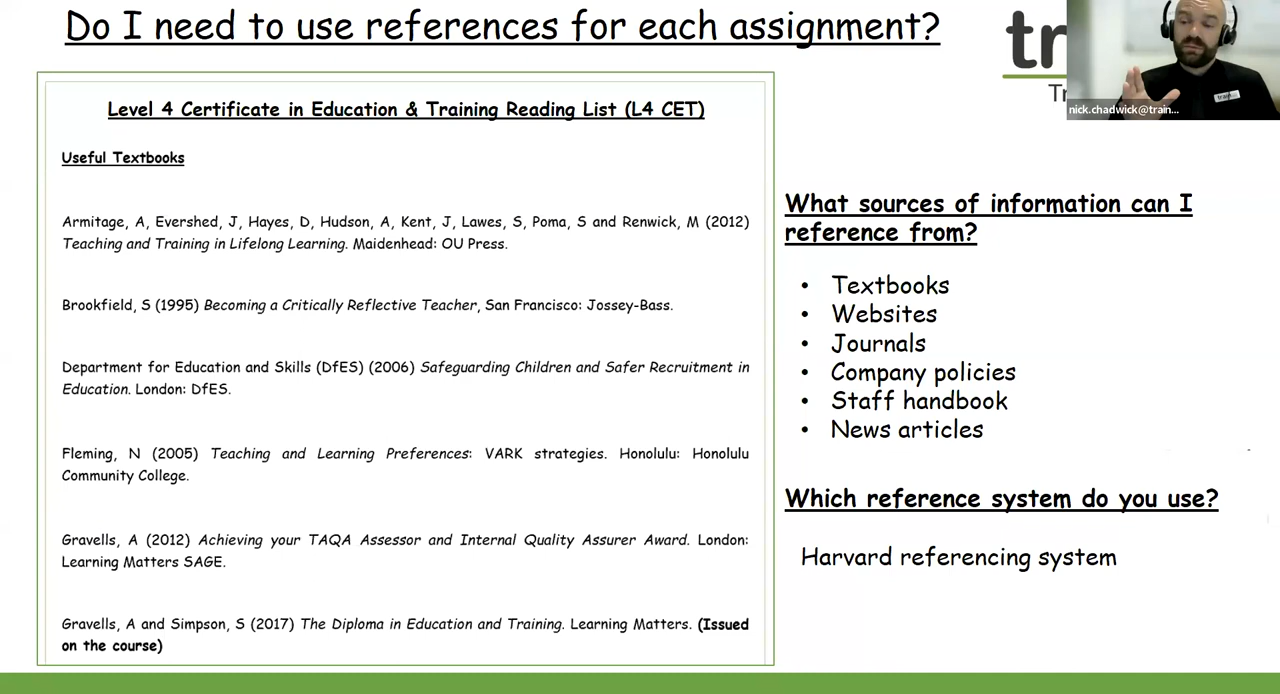 Do I need to use references for each assignment?
tr
Tr
nick.chadwick@train...
train
Level 4 Certificate in Education & Training Reading List (L4 CET)
Useful Textbooks
Armitage, A, Evershed, J, Hayes, D, Hudson, A, Kent, J, Lawes, S, Poma, S and Renwick, M (2012)
Teaching and Training in Lifelong Learning. Maidenhead: OU Press.
Brookfield, S (1995) Becoming a Critically Reflective Teacher, San Francisco: Jossey-Bass.
Department for Education and Skills (DfES) (2006) Safeguarding Children and Safer Recruitment in
Education. London: DfES.
Fleming, N (2005) Teaching and Learning Preferences: VARK strategies. Honolulu: Honolulu
Community College.
Gravells, A (2012) Achieving your TAQA Assessor and Internal Quality Assurer Award. London:
Learning Matters SAGE.
Gravells, A and Simpson, S (2017) The Diploma in Education and Training. Learning Matters. (Issued
on the course)
What sources of information can I
reference from?
• Textbooks
• Websites
• Journals
• Company policies
• Staff handbook
• News articles
Which reference system do you use?
Harvard referencing system